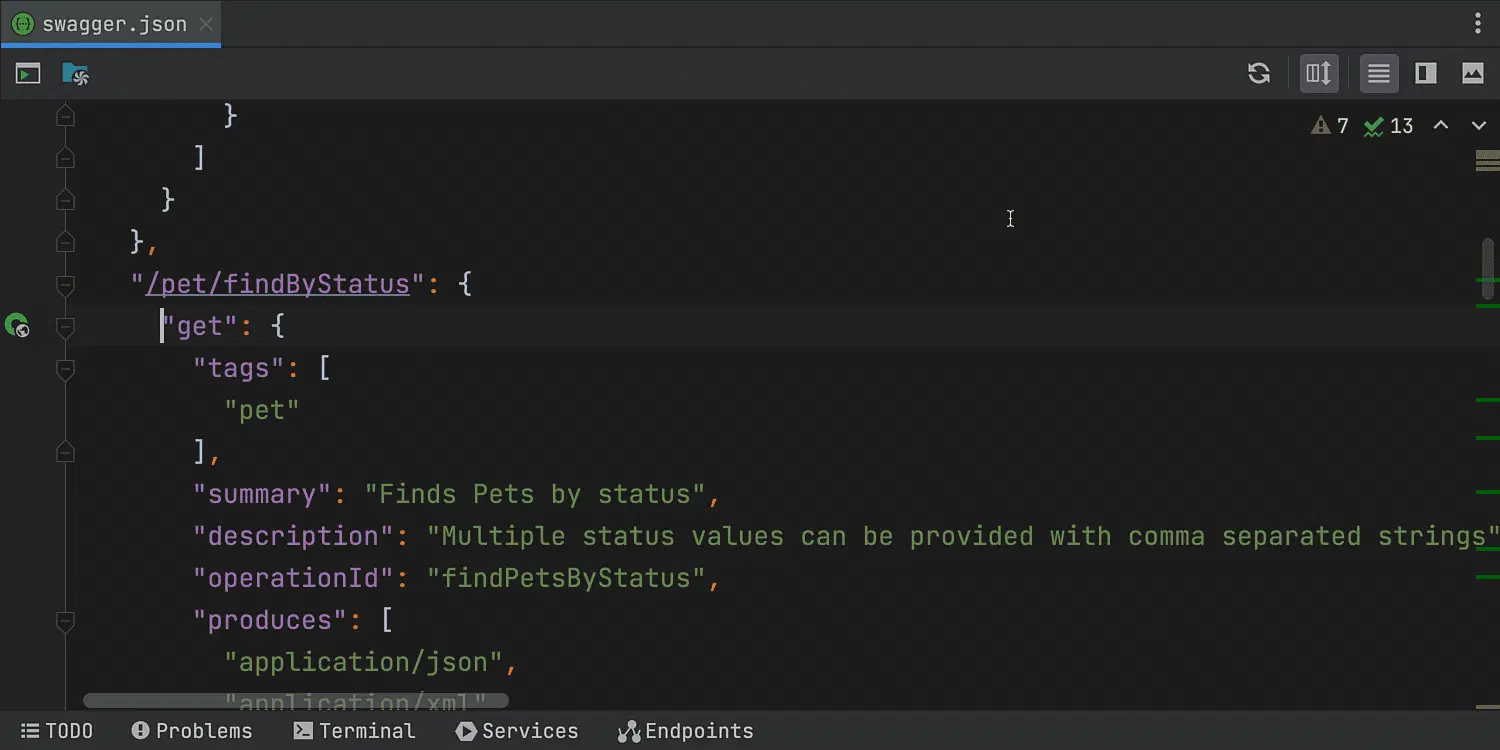 swagger.json
7 13
}
]
}
},
"/pet/findByStatus": {
"get": {
"tags": [
"pet"
],
"summary": "Finds Pets by status",
"description": "Multiple status values can be provided with comma separated strings"
"operationId": "findPetsByStatus",
"produces": [
"application/json",
"application/xml"
TODO Problems Terminal Services Endpoints